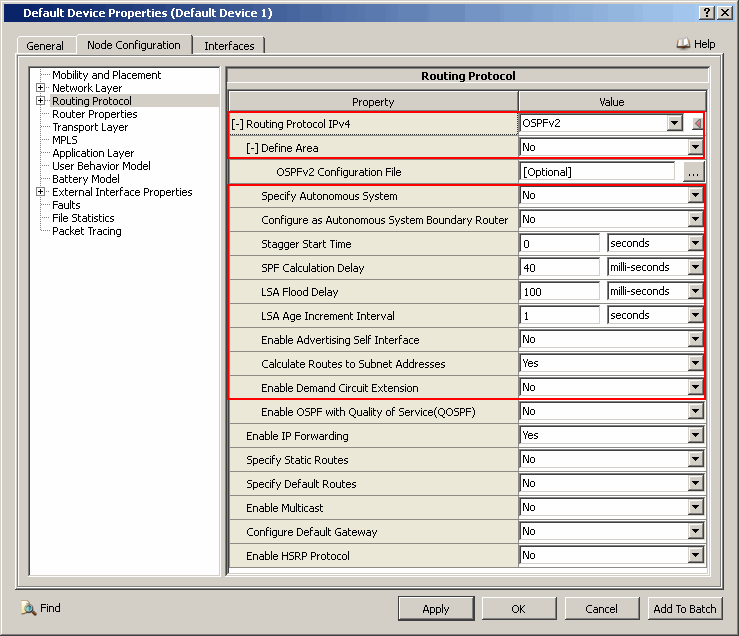 Default Device Properties (Default Device 1)
General
Node Configuration
Interfaces
Help
Mobility and Placement
Network Layer
Routing Protocol
Router Properties
Transport Layer
MPLS
Application Layer
User Behavior Model
Battery Model
External Interface Properties
Faults
File Statistics
Packet Tracing
Routing Protocol
Property Value
[-] Routing Protocol IPv4 OSPFv2
[-] Define Area No
OSPFv2 Configuration File [Optional] ...
Specify Autonomous System No
Configure as Autonomous System Boundary Router No
Stagger Start Time 0 seconds
SPF Calculation Delay 40 milli-seconds
LSA Flood Delay 100 milli-seconds
LSA Age Increment Interval 1 seconds
Enable Advertising Self Interface No
Calculate Routes to Subnet Addresses Yes
Enable Demand Circuit Extension No
Enable OSPF with Quality of Service(QOSPF) No
Enable IP Forwarding Yes
Specify Static Routes No
Specify Default Routes No
Enable Multicast No
Configure Default Gateway No
Enable HSRP Protocol No
Find
Apply
OK
Cancel
Add To Batch